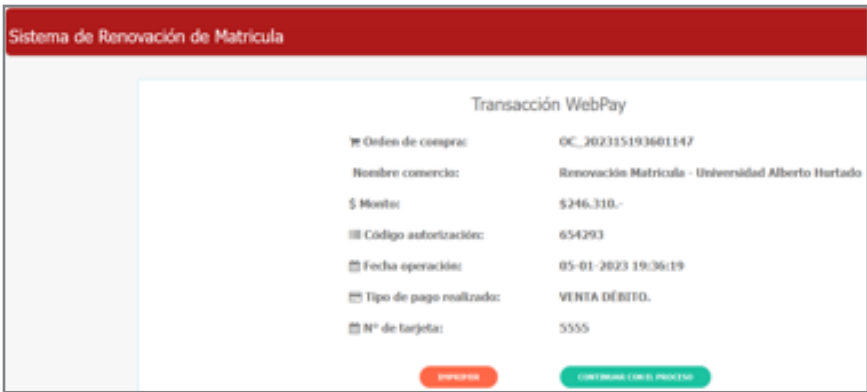 Sistema de Renovación de Matricula
Transacción WebPay
Orden de compra: OC_202315193601147
Nombre comercio: Renovación Matrícula - Universidad Alberto Hurtado
$ Monto: $246.310.-
Código autorización: 654293
Fecha operación: 05-01-2023 19:36:19
Tipo de pago realizado: VENTA DÉBITO.
N° de tarjeta: 5555
IMPRIMIR CONTINUAR CON EL PROCESO